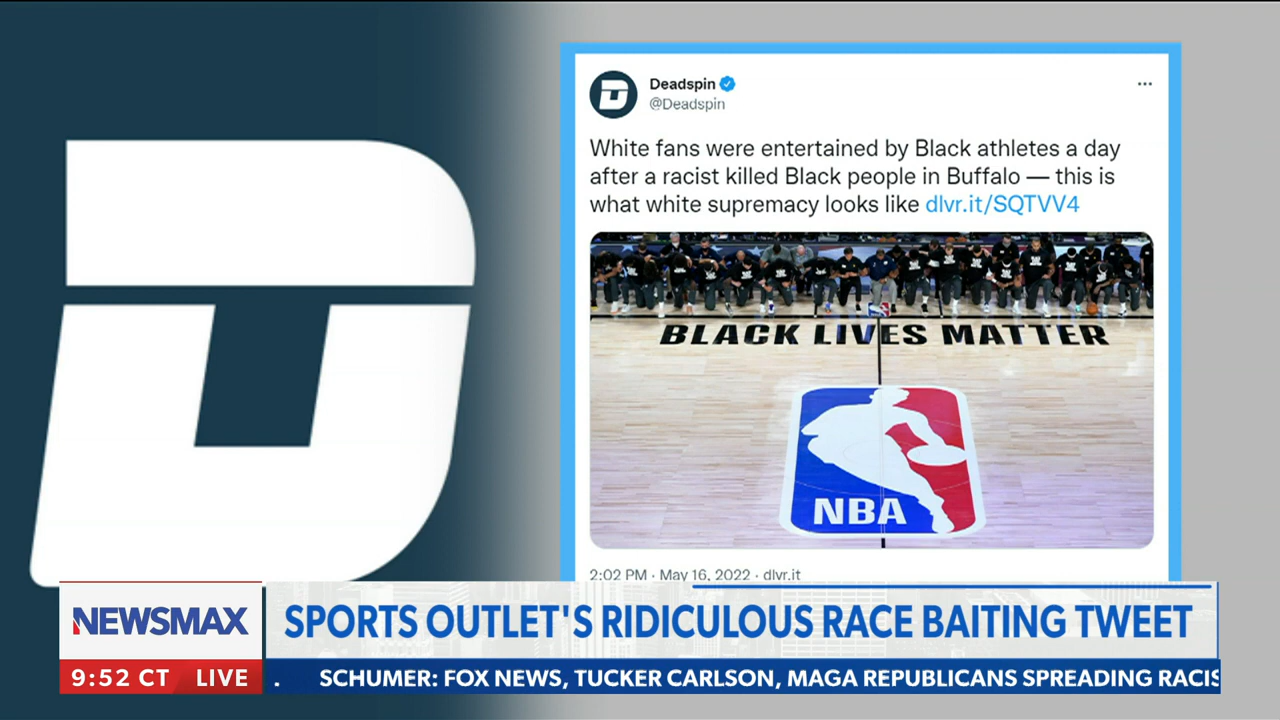 Deadspin
@Deadspin
White fans were entertained by Black athletes a day
after a racist killed Black people in Buffalo — this is
what white supremacy looks like dlvr.it/SQTVV4
BLACK LIVES MATTER
NBA
2:02 PM · May 16, 2022 · dlvr.it
NEWSMAX
SPORTS OUTLET'S RIDICULOUS RACE BAITING TWEET
9:52 CT LIVE
. SCHUMER: FOX NEWS, TUCKER CARLSON, MAGA REPUBLICANS SPREADING RACIS